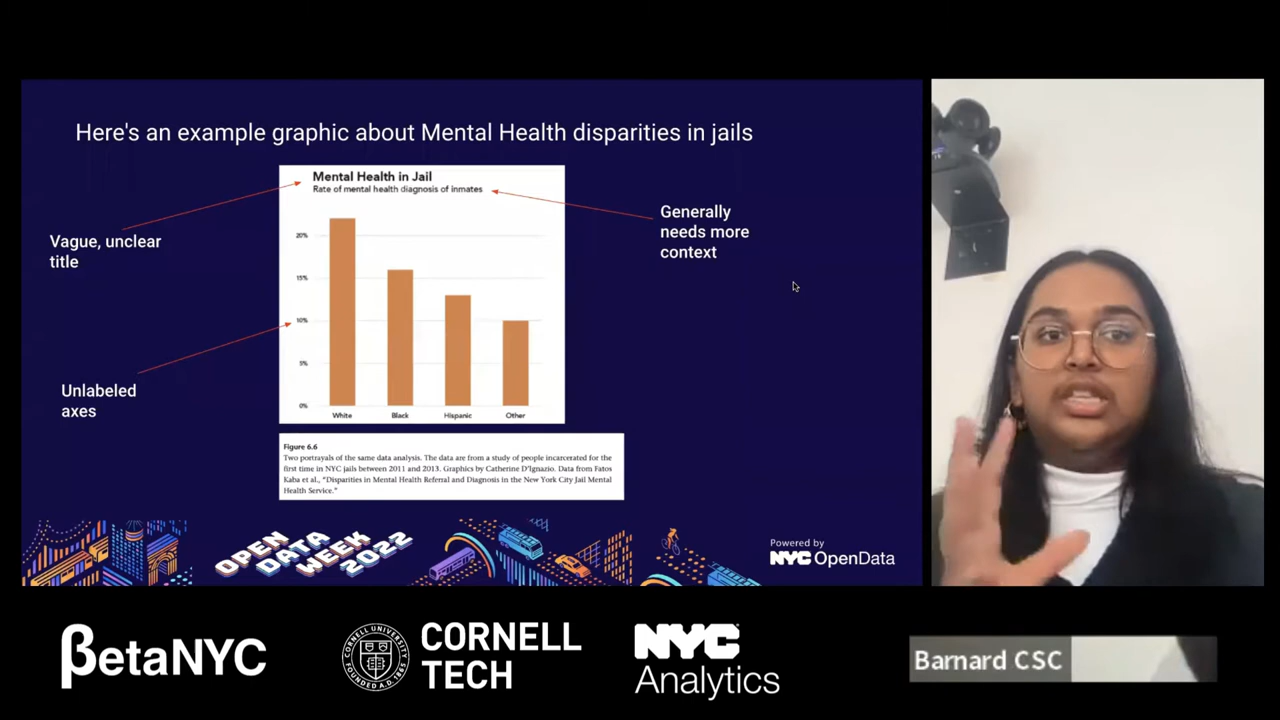 Here's an example graphic about Mental Health disparities in jails
Mental Health in Jail
Rate of mental health diagnosis of inmates
20%
15%
10%
5%
0%
White Black Hispanic Other
Vague, unclear
title
Unlabeled
axes
Generally
needs more
context
Figure 6.6
Two portrayals of the same data analysis. The data are from a study of people incarcerated for the
first time in NYC jails between 2011 and 2013. Graphics by Catherine D'Ignazio. Data from Fatos
Kaba et al., "Disparities in Mental Health Referral and Diagnosis in the New York City Jail Mental
Health Service."
OPEN
DATA
WEEK
2022
Powered by
NYC OpenData
βetaNYC
CORNELL UNIVERSITY
FOUNDED A.D. 1865
CORNELL
TECH
NYC
Analytics
Barnard CSC